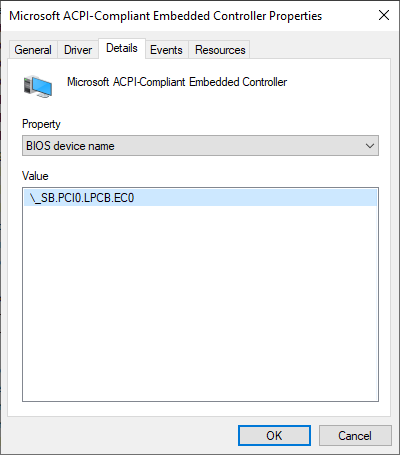 Microsoft ACPI-Compliant Embedded Controller Properties
General Driver Details Events Resources
Microsoft ACPI-Compliant Embedded Controller
Property
BIOS device name
Value
\_SB.PCI0.LPCB.EC0
OK Cancel